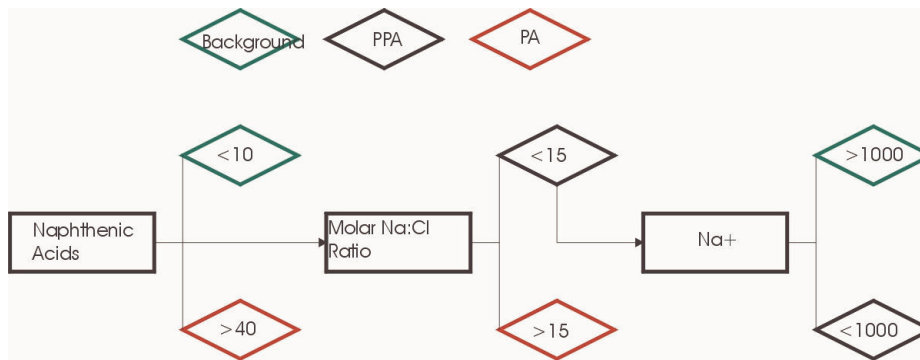 Background
PPA
PA
<10
<15
>1000
Naphthenic
Acids
Molar Na:Cl
Ratio
Na+
>40
>15
<1000